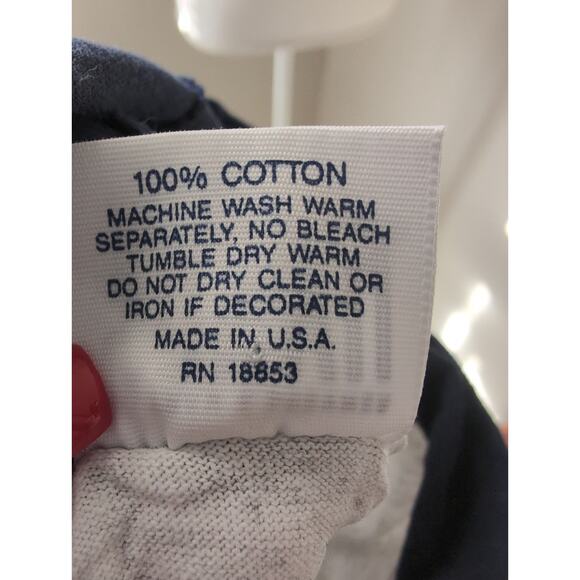 100% COTTON
MACHINE WASH WARM
SEPARATELY, NO BLEACH
TUMBLE DRY WARM
DO NOT DRY CLEAN OR
IRON IF DECORATED
MADE IN U.S.A.
RN 18853